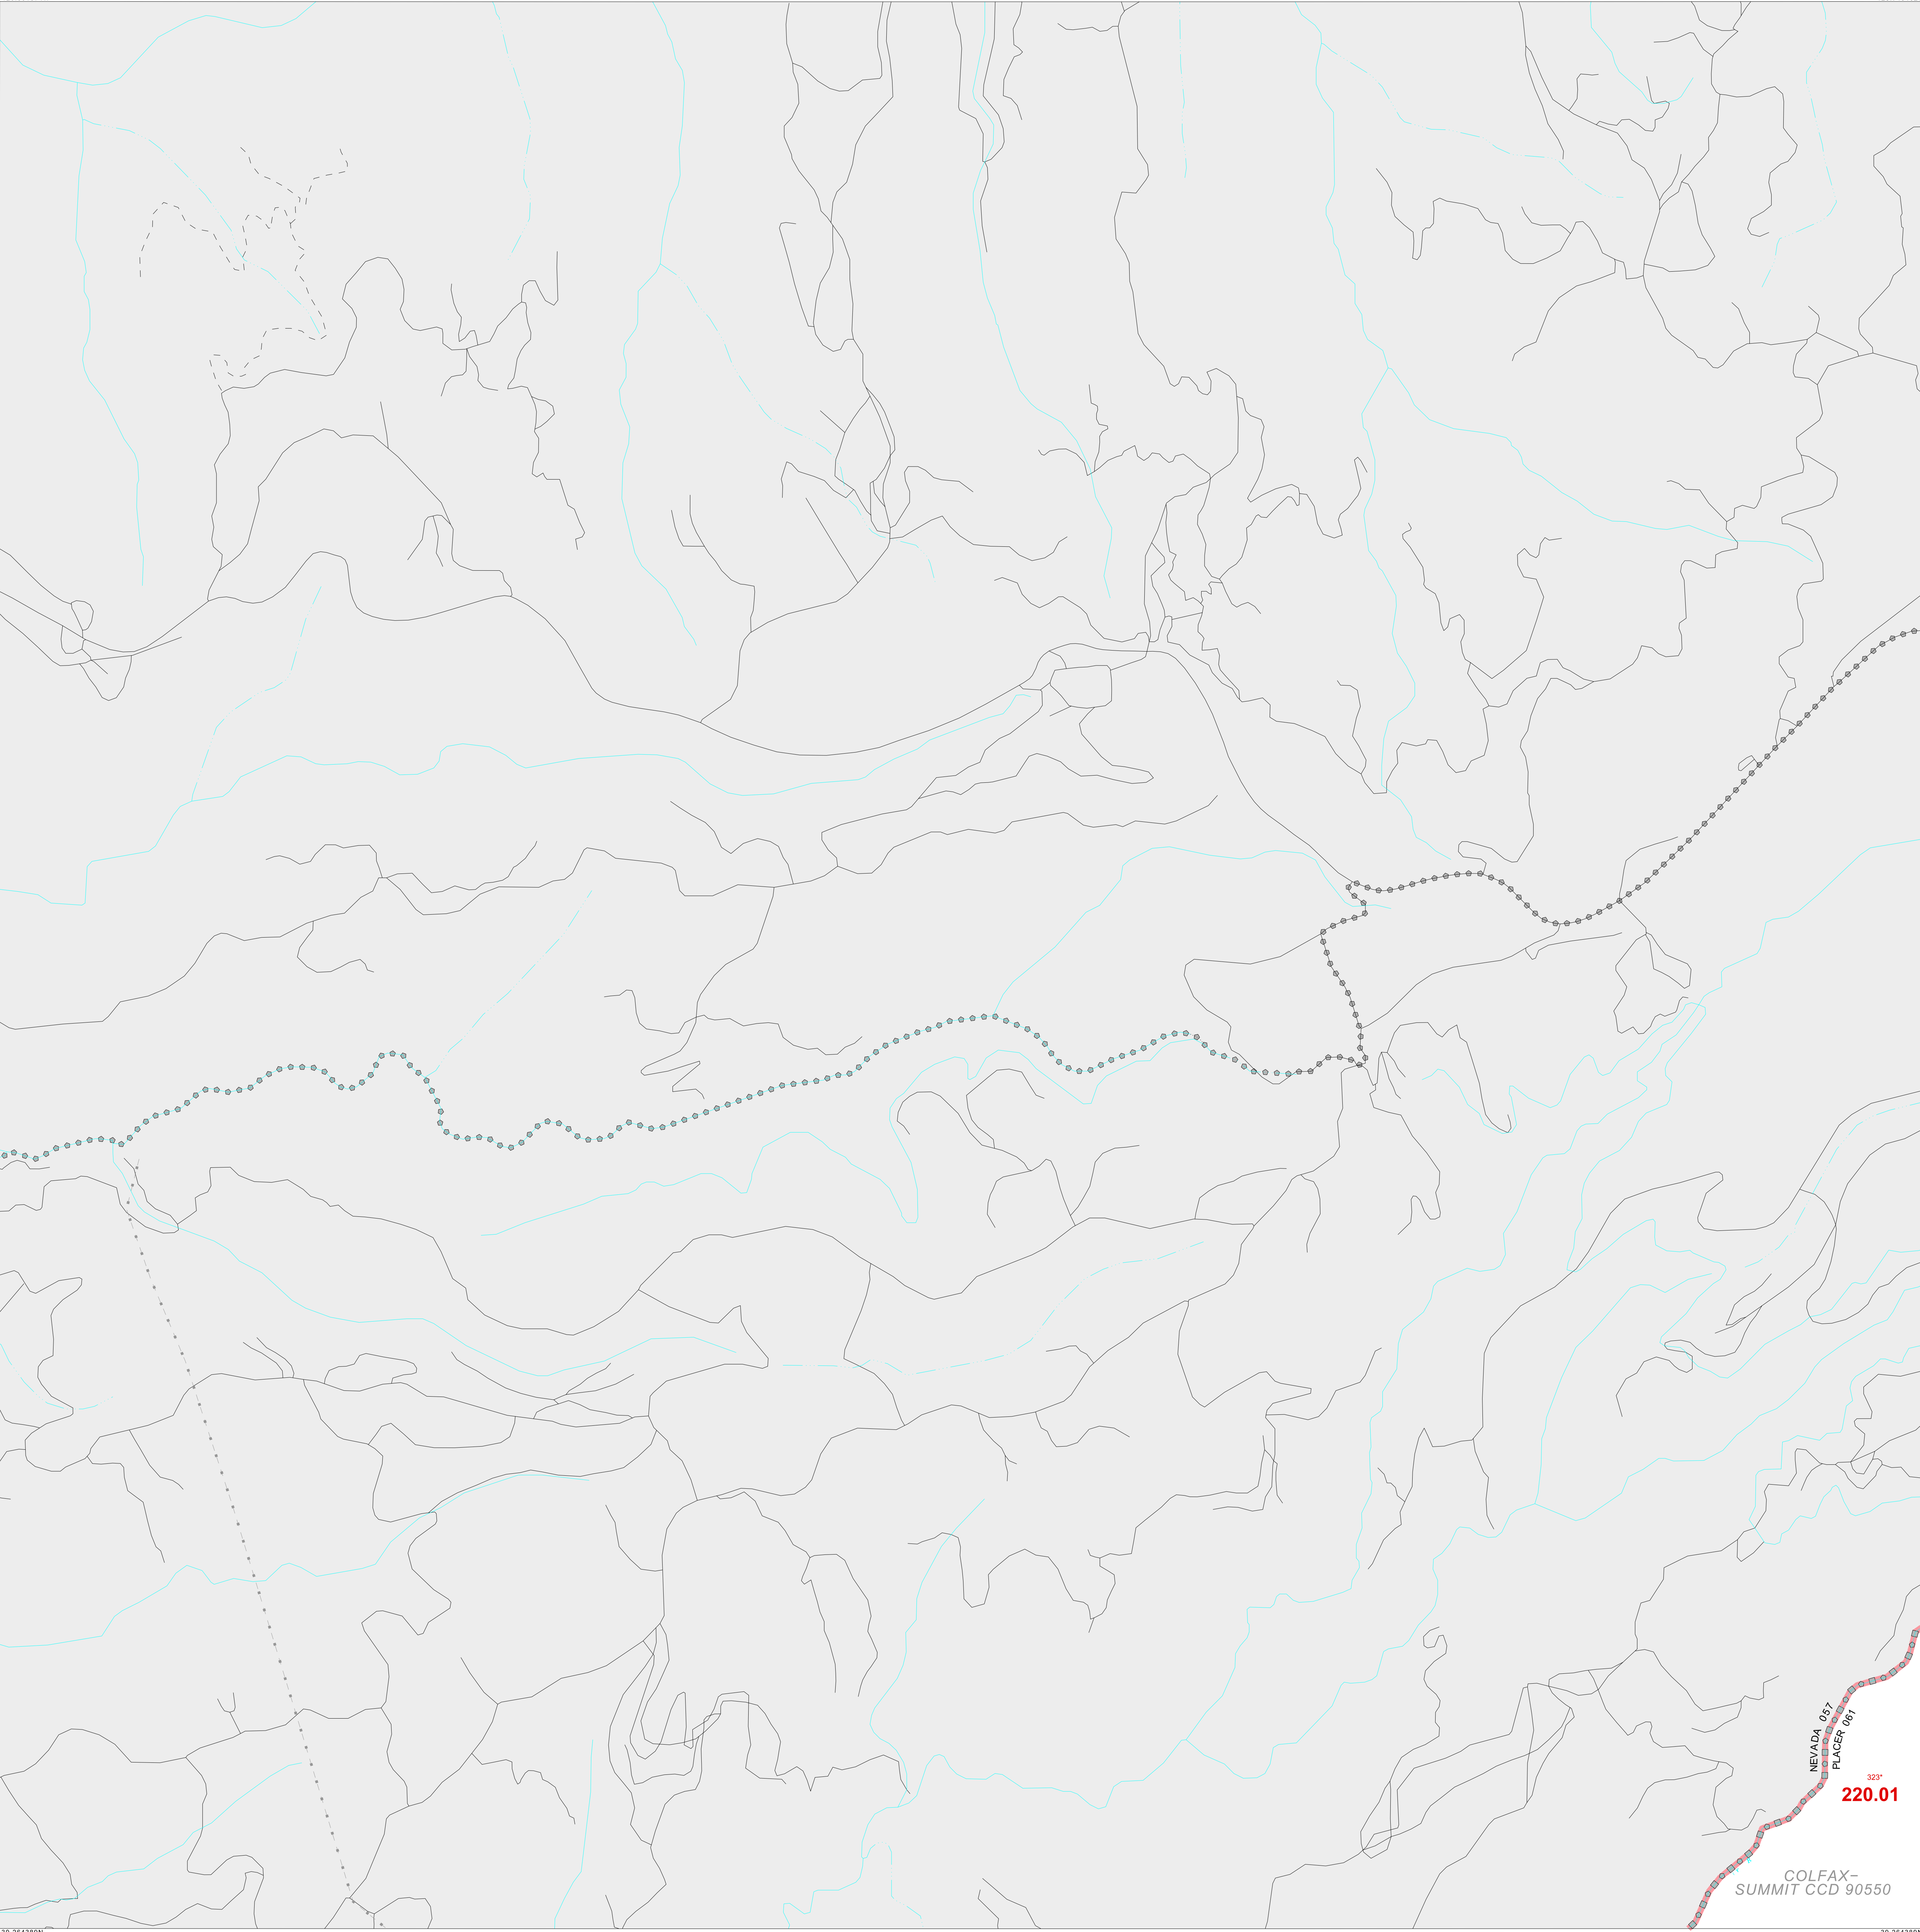 NEVADA 057
PLACER 061
323*
220.01
COLFAX–
SUMMIT CCD 90550